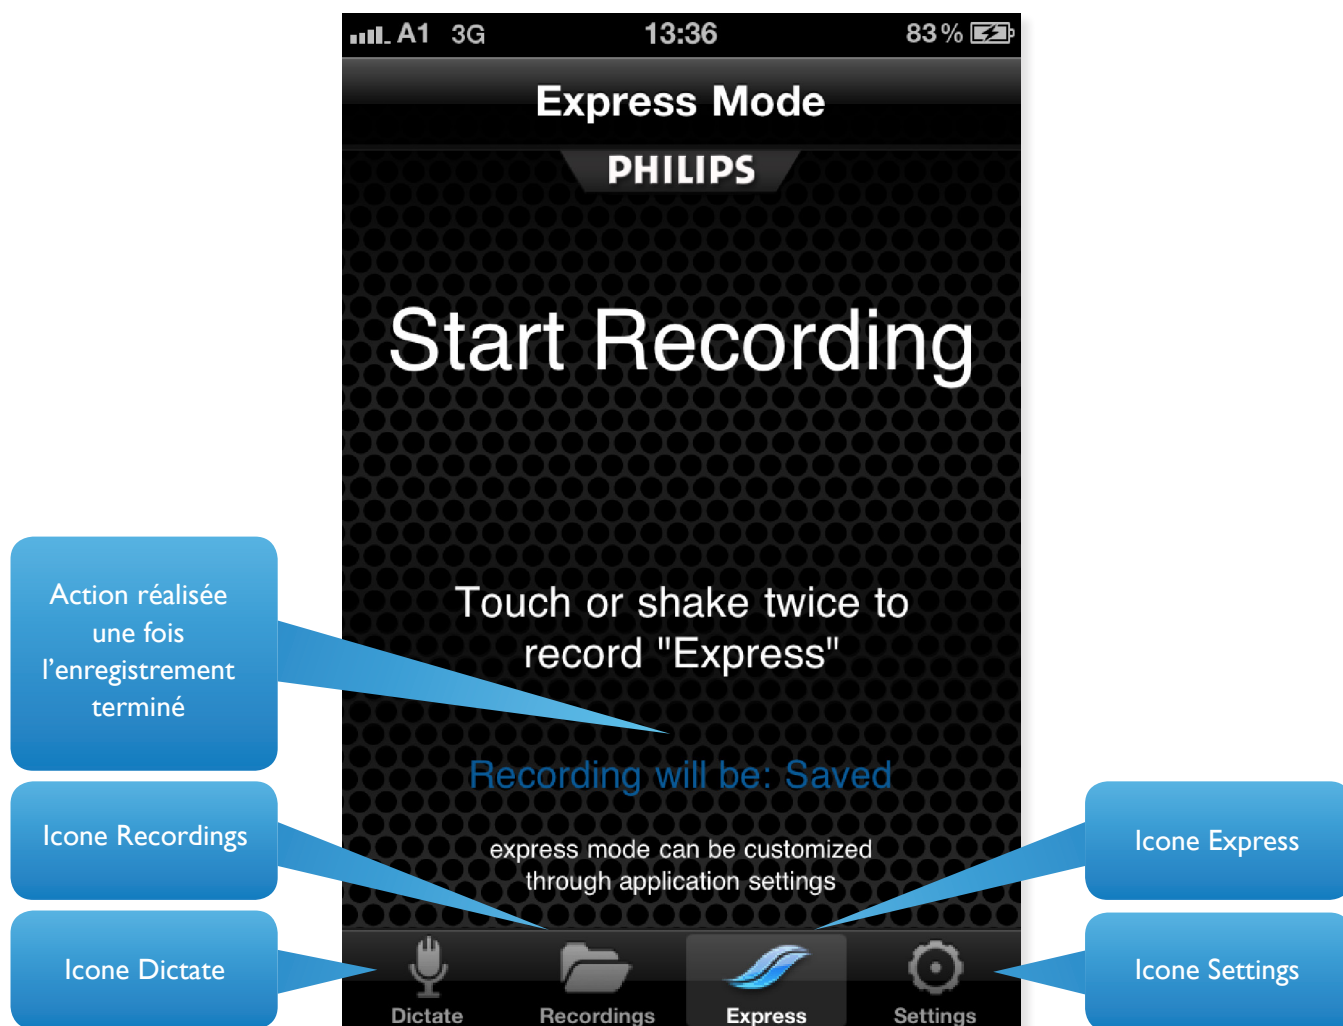 A1 3G 13:36 83 %
Express Mode
PHILIPS
Start Recording
Touch or shake twice to
record "Express"
Recording will be: Saved
express mode can be customized
through application settings
Dictate Recordings Express Settings
Action réalisée
une fois
l’enregistrement
terminé
Icone Recordings
Icone Dictate
Icone Express
Icone Settings